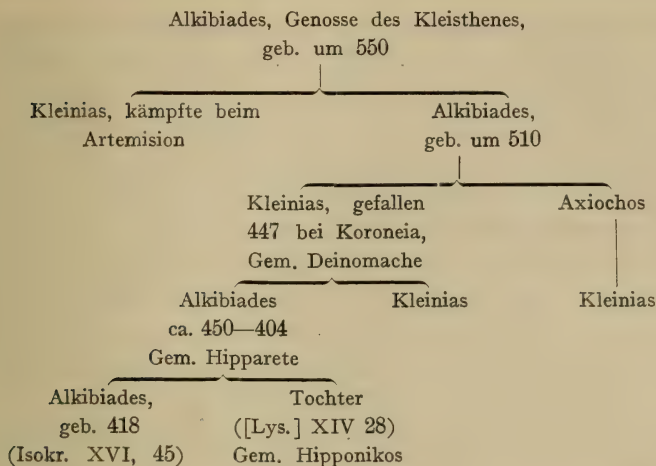 Alkibiades, Genosse des Kleisthenes,
geb. um 550
Kleinias, kämpfte beim
Artemision
Alkibiades,
geb. um 510
Kleinias, gefallen
447 bei Koroneia,
Gem. Deinomache
Axiochos
Alkibiades
ca. 450—404
Gem. Hipparete
Kleinias
Kleinias
Alkibiades,
geb. 418
(Isokr. XVI, 45)
Tochter
([Lys.] XIV 28)
Gem. Hipponikos